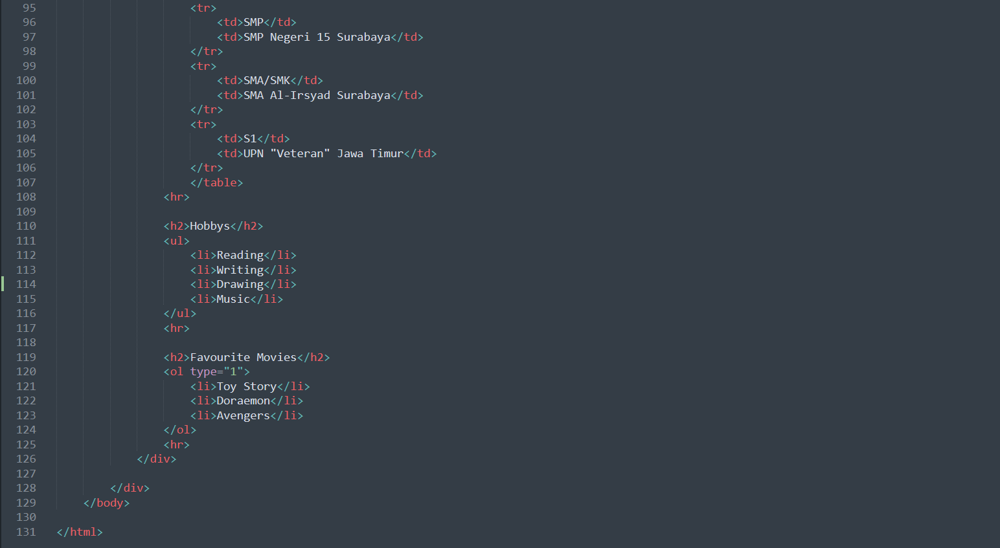 95 <tr>
96 <td>SMP</td>
97 <td>SMP Negeri 15 Surabaya</td>
98 </tr>
99 <tr>
100 <td>SMA/SMK</td>
101 <td>SMA Al-Irsyad Surabaya</td>
102 </tr>
103 <tr>
104 <td>S1</td>
105 <td>UPN "Veteran" Jawa Timur</td>
106 </tr>
107 </table>
108 <hr>
109
110 <h2>Hobbys</h2>
111 <ul>
112 <li>Reading</li>
113 <li>Writing</li>
114 <li>Drawing</li>
115 <li>Music</li>
116 </ul>
117 <hr>
118
119 <h2>Favourite Movies</h2>
120 <ol type="1">
121 <li>Toy Story</li>
122 <li>Doraemon</li>
123 <li>Avengers</li>
124 </ol>
125 <hr>
126 </div>
127
128 </div>
129 </body>
130
131 </html>